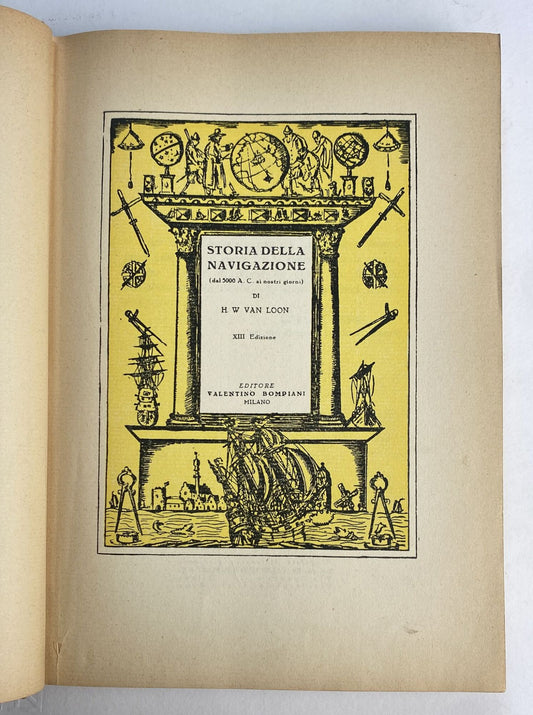 STORIA DELLA
NAVIGAZIONE
(dal 5000 A. C. ai nostri giorni)
DI
H. W VAN LOON
XIII Edizione
EDITORE
VALENTINO BOMPIANI
MILANO